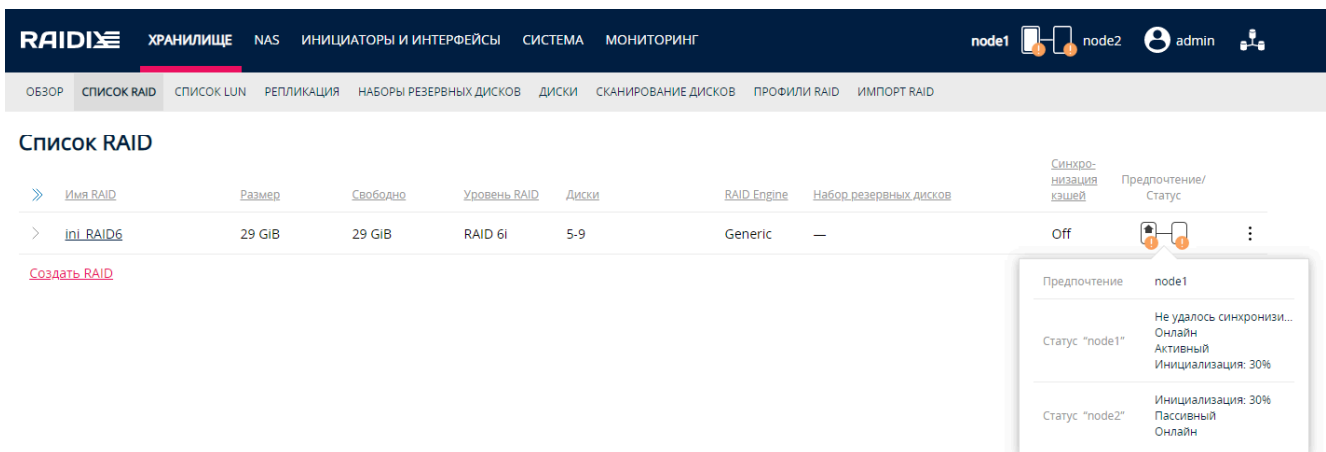 RAIDIX ХРАНИЛИЩЕ NAS ИНИЦИАТОРЫ И ИНТЕРФЕЙСЫ СИСТЕМА МОНИТОРИНГ node1 node2 admin
ОБЗОР СПИСОК RAID СПИСОК LUN РЕПЛИКАЦИЯ НАБОРЫ РЕЗЕРВНЫХ ДИСКОВ ДИСКИ СКАНИРОВАНИЕ ДИСКОВ ПРОФИЛИ RAID ИМПОРТ RAID
Список RAID
Имя RAID Размер Свободно Уровень RAID Диски RAID Engine Набор резервных дисков
Синхро-
низация
кэшей
Предпочтение/
Статус
ini_RAID6 29 GiB 29 GiB RAID 6i 5-9 Generic — Off
Создать RAID
Предпочтение node1
Статус "node1"
Не удалось синхронизи...
Онлайн
Активный
Инициализация: 30%
Статус "node2"
Инициализация: 30%
Пассивный
Онлайн